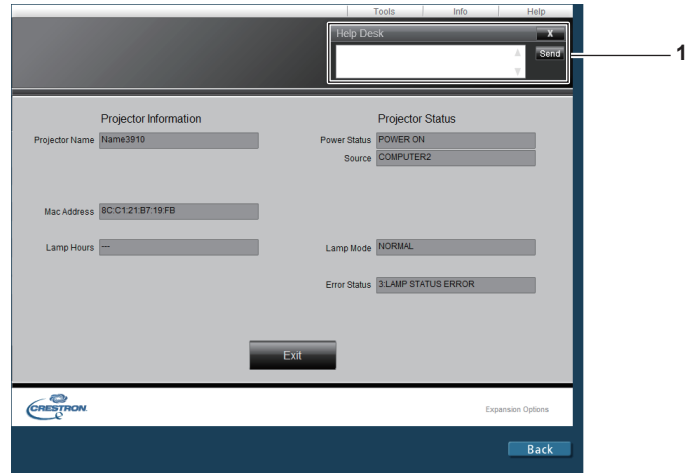 Tools Info Help
Help Desk X
Send
1
Projector Information Projector Status
Projector Name Name3910 Power Status POWER ON
Source COMPUTER2
Mac Address 8C:C1:21:B7:19:FB
Lamp Hours --- Lamp Mode NORMAL
Error Status 3:LAMP STATUS ERROR
Exit
CRESTRON. Expansion Options
Back